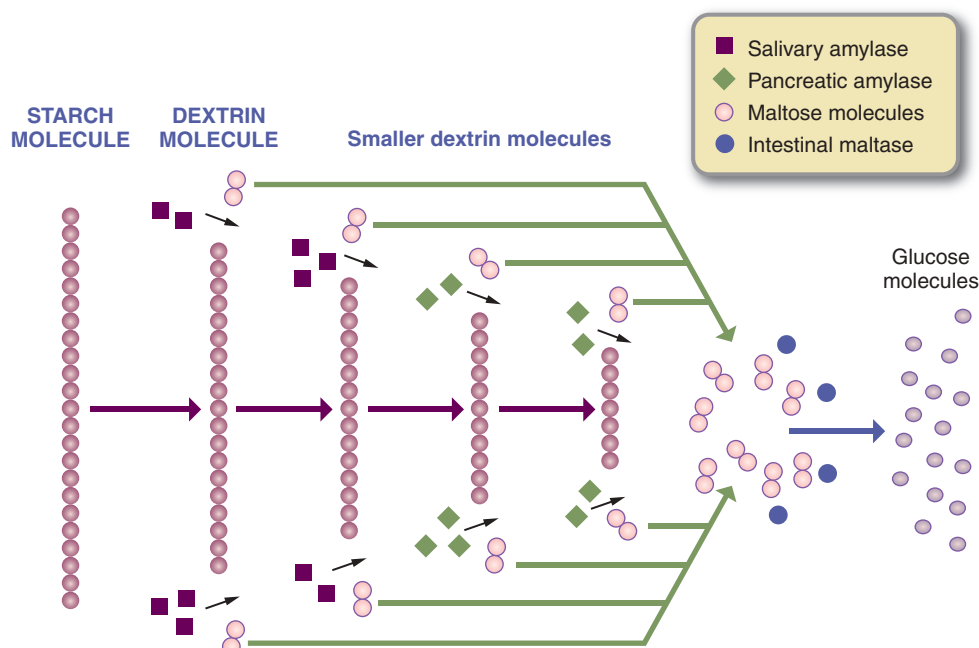 Salivary amylase
Pancreatic amylase
Maltose molecules
Intestinal maltase
STARCH
MOLECULE
DEXTRIN
MOLECULE
Smaller dextrin molecules
Glucose
molecules